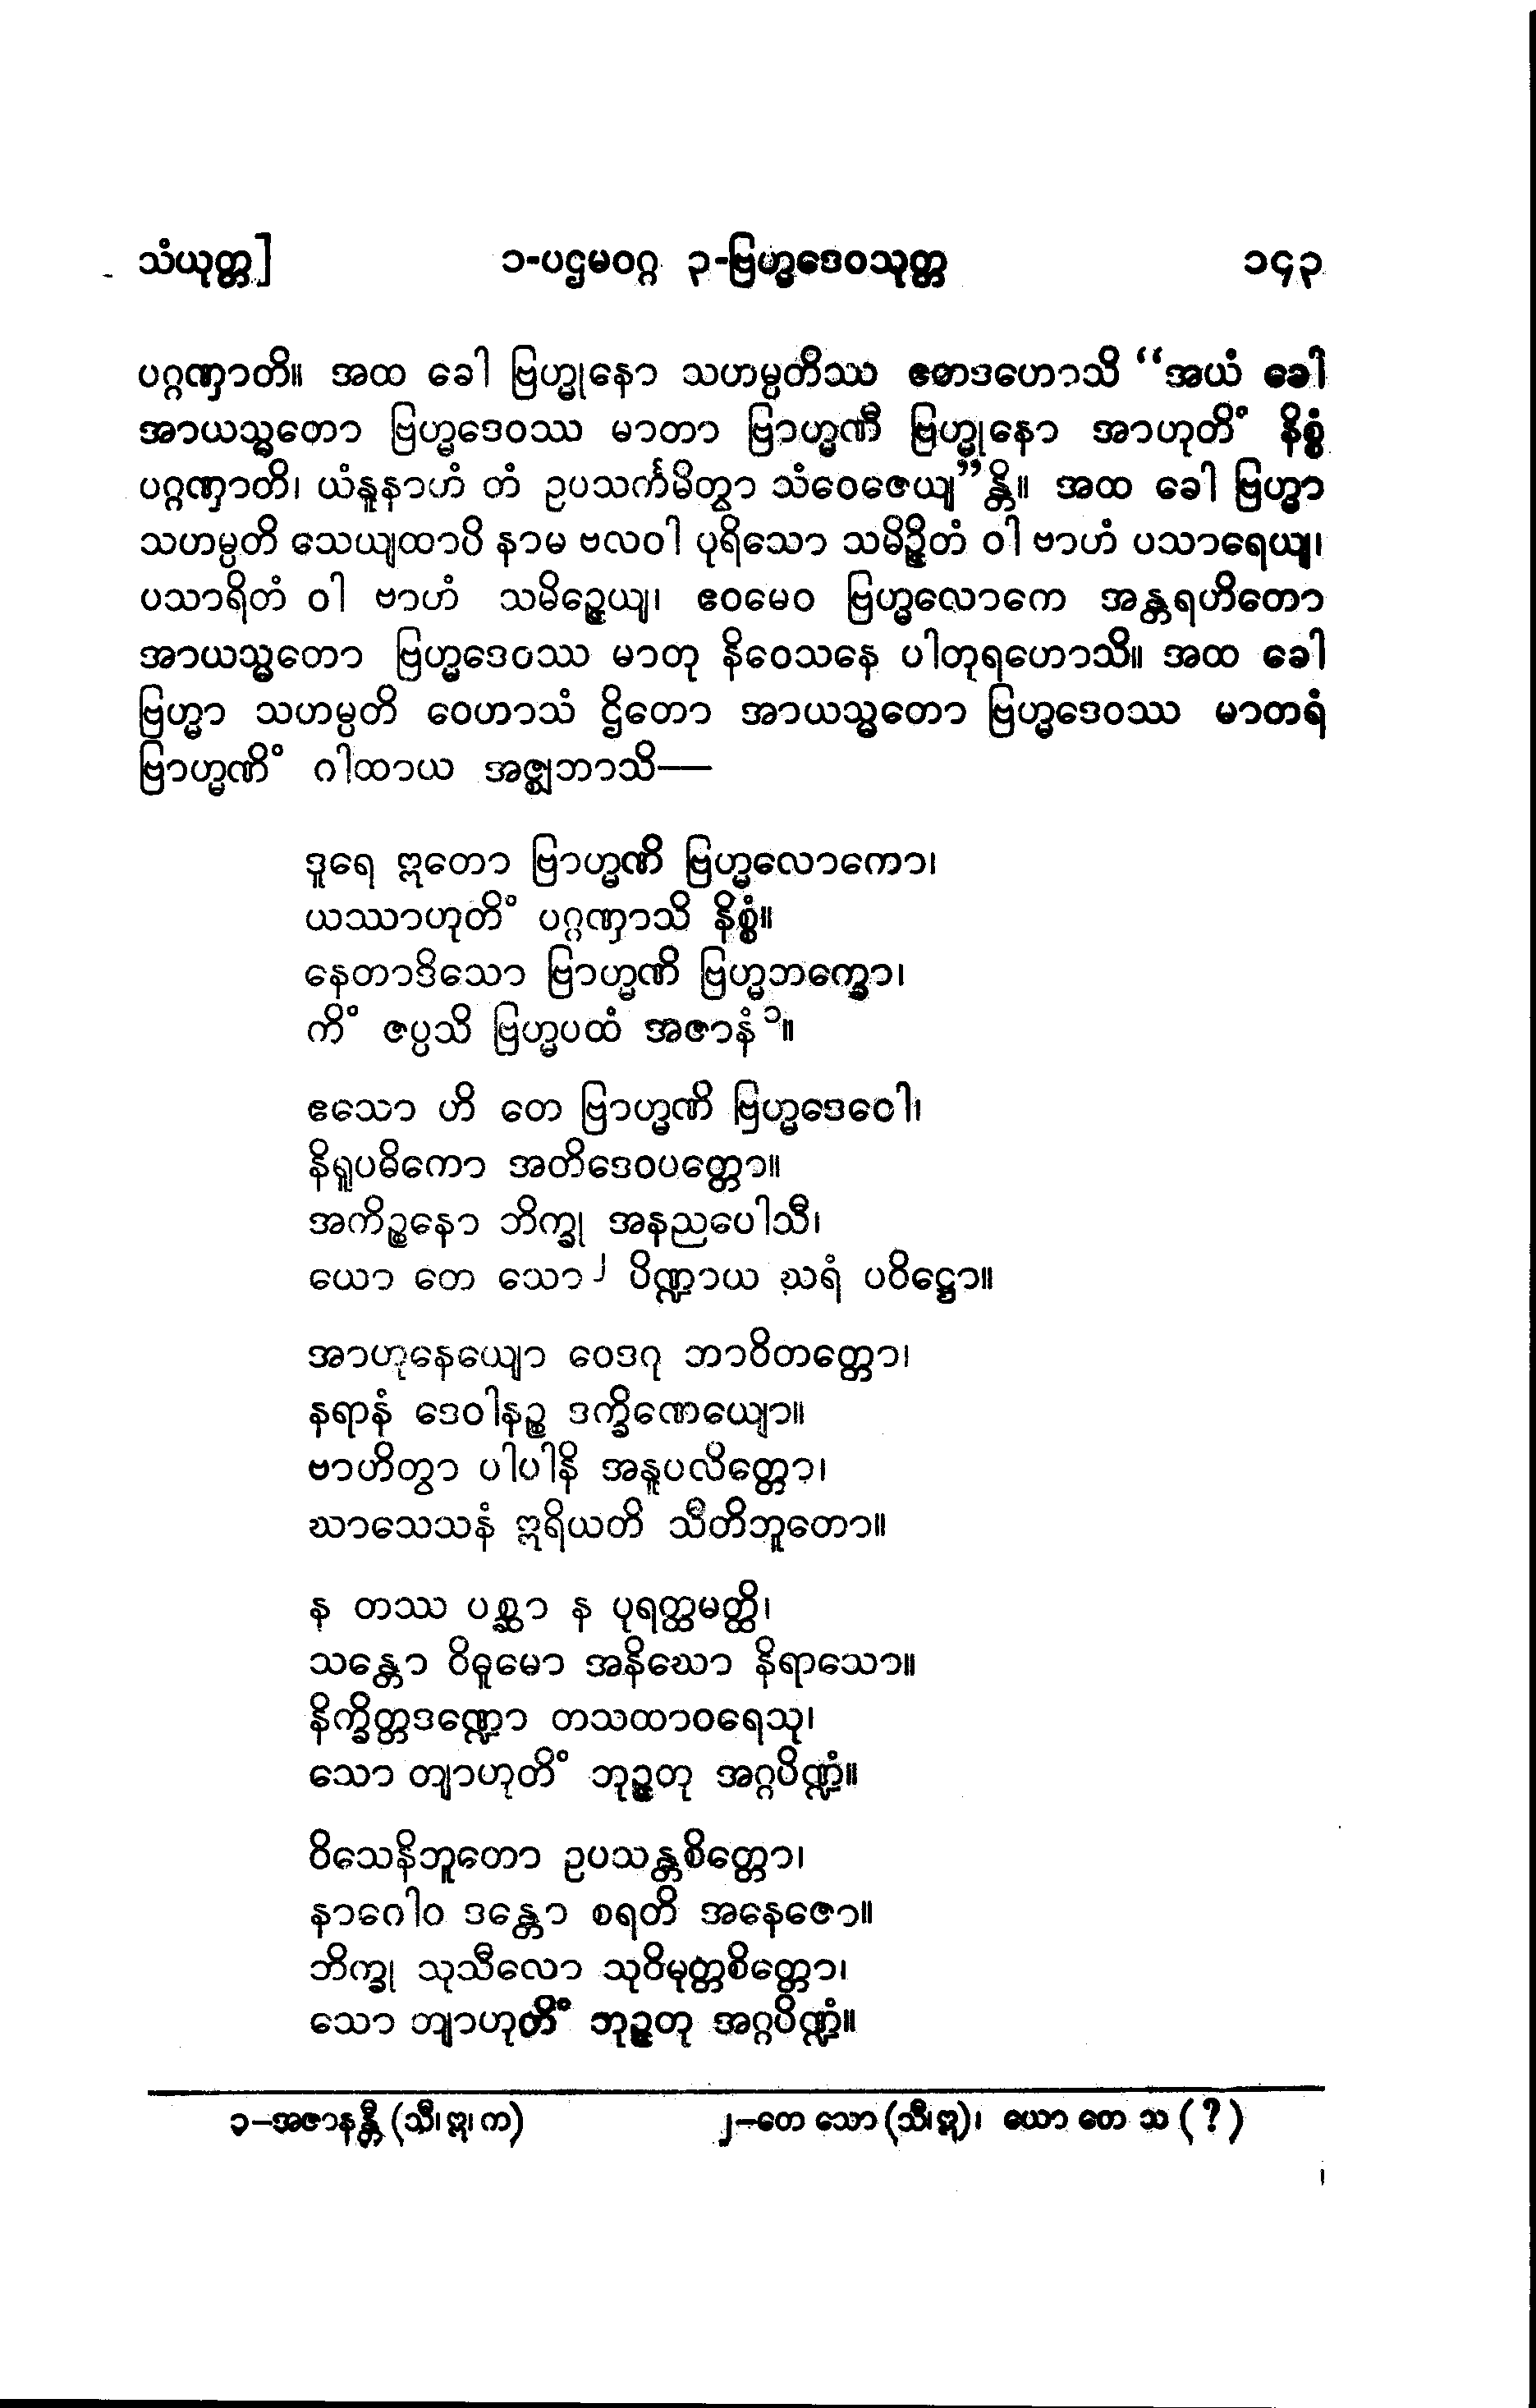 သံယုတ္တ] ၁-ပဌမဝဂ္ဂ ၃-ဗြဟ္မဒေဝသုတ္တ ၁၄၃
ပဂ္ဂဏှာတိ။ အထ ခေါ ဗြဟ္မုနော သဟမ္ပတိဿ ဧတဒဟောသိ “အယံ ခေါ
အာယသ္မတော ဗြဟ္မဒေဝဿ မာတာ ဗြာဟ္မဏီ ဗြဟ္မုနော အာဟုတိံ နိစ္စံ
ပဂ္ဂဏှာတိ၊ ယံနူနာဟံ တံ ဥပသင်္ကမိတွာ သံဝေဇေယျ”န္တိ။ အထ ခေါ ဗြဟ္မာ
သဟမ္ပတိ သေယျထာပိ နာမ ဗလဝါ ပုရိသော သမိဉ္ဇိတံ ဝါ ဗာဟံ ပသာရေယျ၊
ပသာရိတံ ဝါ ဗာဟံ သမိဉ္ဇေယျ၊ ဧဝမေဝ ဗြဟ္မလောကေ အန္တရဟိတော
အာယသ္မတော ဗြဟ္မဒေဝဿ မာတု နိဝေသနေ ပါတုရဟောသိ။ အထ ခေါ
ဗြဟ္မာ သဟမ္ပတိ ဝေဟာသံ ဌိတော အာယသ္မတော ဗြဟ္မဒေဝဿ မာတရံ
ဗြာဟ္မဏိံ ဂါထာယ အဇ္ဈဘာသိ—
ဒူရေ ဣတော ဗြာဟ္မဏိ ဗြဟ္မလောကော၊
ယဿာဟုတိံ ပဂ္ဂဏှာသိ နိစ္စံ။
နေတာဒိသော ဗြာဟ္မဏိ ဗြဟ္မဘက္ခော၊
ကိံ ဇပ္ပသိ ဗြဟ္မပထံ အဇာနံ ၁။
ဧသော ဟိ တေ ဗြာဟ္မဏိ ဗြဟ္မဒေဝေါ၊
နိရူပဓိကော အတိဒေဝပတ္တော။
အကိဉ္စနော ဘိက္ခု အနညပေါသီ၊
ယော တေ သော ၂ ပိဏ္ဍာယ ဃရံ ပဝိဋ္ဌော။
အာဟုနေယျော ဝေဒဂု ဘာဝိတတ္တော၊
နရာနံ ဒေဝါနဉ္စ ဒက္ခိဏေယျော။
ဗာဟိတွာ ပါပါနိ အနူပလိတ္တော၊
ဃာသေသနံ ဣရိယတိ သီတိဘူတော။
န တဿ ပစ္ဆာ န ပုရတ္ထမတ္ထိ၊
သန္တော ဝိဓူမော အနိဃော နိရာသော။
နိက္ခိတ္တဒဏ္ဍော တသထာဝရေသု၊
သော တျာဟုတိံ ဘုဉ္ဇတု အဂ္ဂပိဏ္ဍံ။
ဝိသေနိဘူတော ဥပသန္တစိတ္တော၊
နာဂေါဝ ဒန္တော စရတိ အနေဇော။
ဘိက္ခု သုသီလော သုဝိမုတ္တစိတ္တော၊
သော တျာဟုတိံ ဘုဉ္ဇတု အဂ္ဂပိဏ္ဍံ။
၁–အဇာနန္တီ (သီ၊ ဣ၊ က) ၂–တေ သော (သီ၊ ဣ)၊ ယော တေ သ (?)